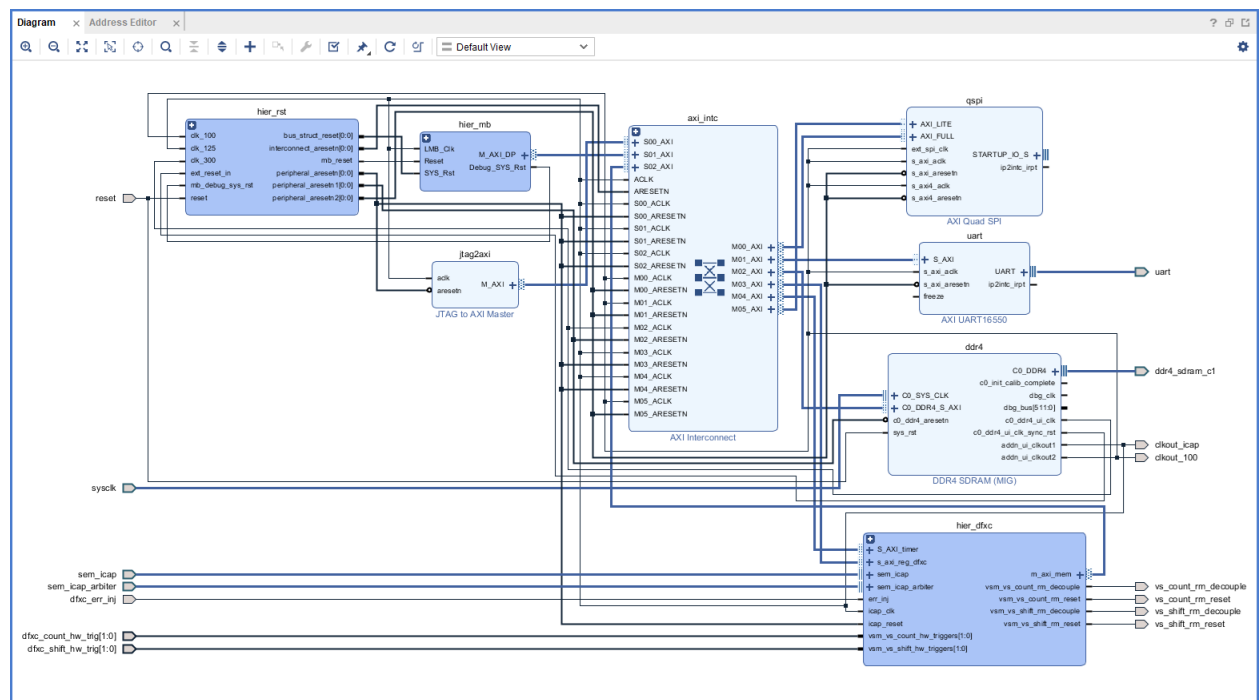 Diagram
Address Editor
Default View
hier_rst
clk_100
clk_125
clk_300
ext_reset_in
mb_debug_sys_rst
reset
bus_struct_reset[0:0]
interconnect_aresetn[0:0]
mb_reset
peripheral_aresetn[0:0]
peripheral_aresetn1[0:0]
peripheral_aresetn2[0:0]
hier_mb
LMB_Clk
Reset
SYS_Rst
M_AXI_DP
Debug_SYS_Rst
jtag2axi
aclk
aresetn
M_AXI
JTAG to AXI Master
axi_intc
S00_AXI
S01_AXI
S02_AXI
ACLK
ARESETN
S00_ACLK
S00_ARESETN
S01_ACLK
S01_ARESETN
S02_ACLK
S02_ARESETN
M00_ACLK
M00_ARESETN
M01_ACLK
M01_ARESETN
M02_ACLK
M02_ARESETN
M03_ACLK
M03_ARESETN
M04_ACLK
M04_ARESETN
M05_ACLK
M05_ARESETN
M00_AXI
M01_AXI
M02_AXI
M03_AXI
M04_AXI
M05_AXI
AXI Interconnect
qspi
AXI_LITE
AXI_FULL
ext_spi_clk
s_axi_aclk
s_axi_aresetn
s_axi4_aclk
s_axi4_aresetn
STARTUP_IO_S
ip2intc_irpt
AXI Quad SPI
uart
S_AXI
s_axi_aclk
s_axi_aresetn
freeze
UART
ip2intc_irpt
AXI UART16550
ddr4
C0_SYS_CLK
C0_DDR4_S_AXI
c0_ddr4_aresetn
sys_rst
C0_DDR4
c0_init_calib_complete
dbg_clk
dbg_bus[511:0]
c0_ddr4_ui_clk
c0_ddr4_ui_clk_sync_rst
addn_ui_clkout1
addn_ui_clkout2
DDR4 SDRAM (MIG)
hier_dfxc
S_AXI_timer
s_axi_reg_dfxc
sem_icap
sem_icap_arbiter
err_inj
icap_clk
icap_reset
vsm_vs_count_hw_triggers[1:0]
vsm_vs_shift_hw_triggers[1:0]
m_axi_mem
vsm_vs_count_rm_decouple
vsm_vs_count_rm_reset
vsm_vs_shift_rm_decouple
vsm_vs_shift_rm_reset
reset
sysclk
sem_icap
sem_icap_arbiter
dfxc_err_inj
dfxc_count_hw_trig[1:0]
dfxc_shift_hw_trig[1:0]
uart
ddr4_sdram_c1
clkout_icap
clkout_100
vs_count_rm_decouple
vs_count_rm_reset
vs_shift_rm_decouple
vs_shift_rm_reset